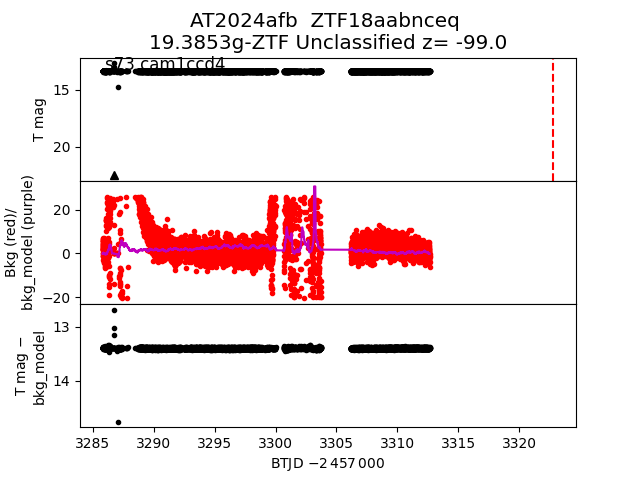 AT2024afb  ZTF18aabnceq
19.3853g-ZTF Unclassified z= -99.0
s73 cam1ccd4
15
20
T mag
20
0
−20
Bkg (red)/
bkg_model (purple)
13
14
T mag −
bkg_model
3285 3290 3295 3300 3305 3310 3315 3320
BTJD −2 457 000